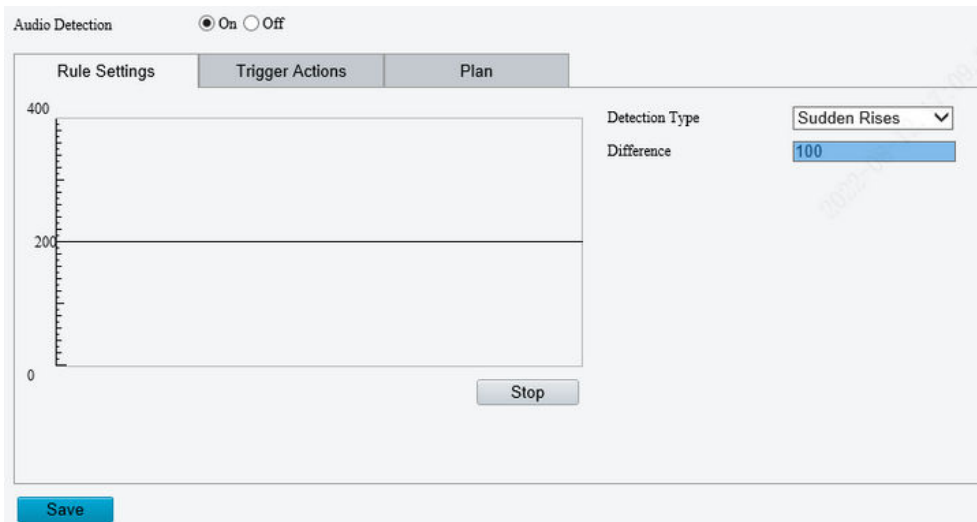 Audio Detection On Off
Rule Settings Trigger Actions Plan
400
Detection Type Sudden Rises
Difference 100
200
0
Stop
Save